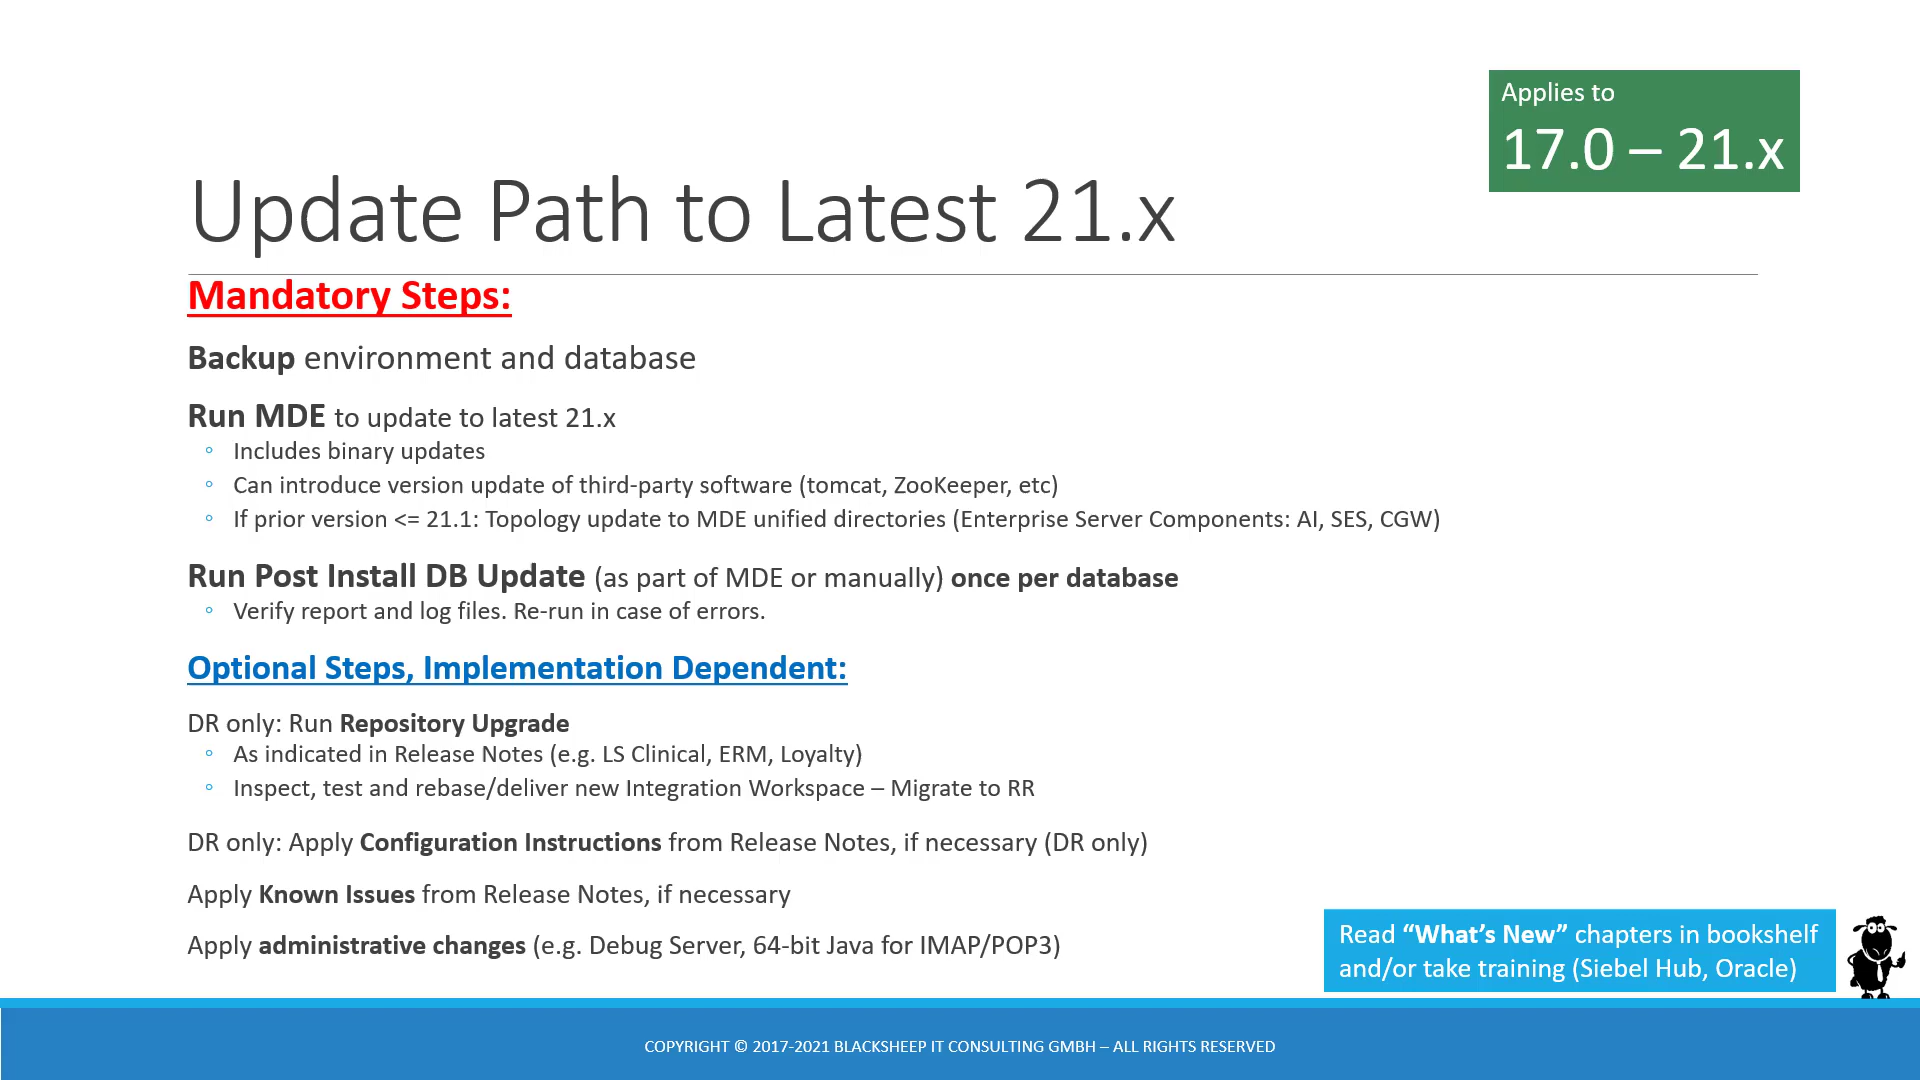 Applies to
17.0 – 21.x
Update Path to Latest 21.x
Mandatory Steps:
Backup environment and database
Run MDE to update to latest 21.x
◦ Includes binary updates
◦ Can introduce version update of third-party software (tomcat, ZooKeeper, etc)
◦ If prior version <= 21.1: Topology update to MDE unified directories (Enterprise Server Components: AI, SES, CGW)
Run Post Install DB Update (as part of MDE or manually) once per database
◦ Verify report and log files. Re-run in case of errors.
Optional Steps, Implementation Dependent:
DR only: Run Repository Upgrade
◦ As indicated in Release Notes (e.g. LS Clinical, ERM, Loyalty)
◦ Inspect, test and rebase/deliver new Integration Workspace – Migrate to RR
DR only: Apply Configuration Instructions from Release Notes, if necessary (DR only)
Apply Known Issues from Release Notes, if necessary
Apply administrative changes (e.g. Debug Server, 64-bit Java for IMAP/POP3)
Read “What’s New” chapters in bookshelf
and/or take training (Siebel Hub, Oracle)
COPYRIGHT © 2017-2021 BLACKSHEEP IT CONSULTING GMBH – ALL RIGHTS RESERVED